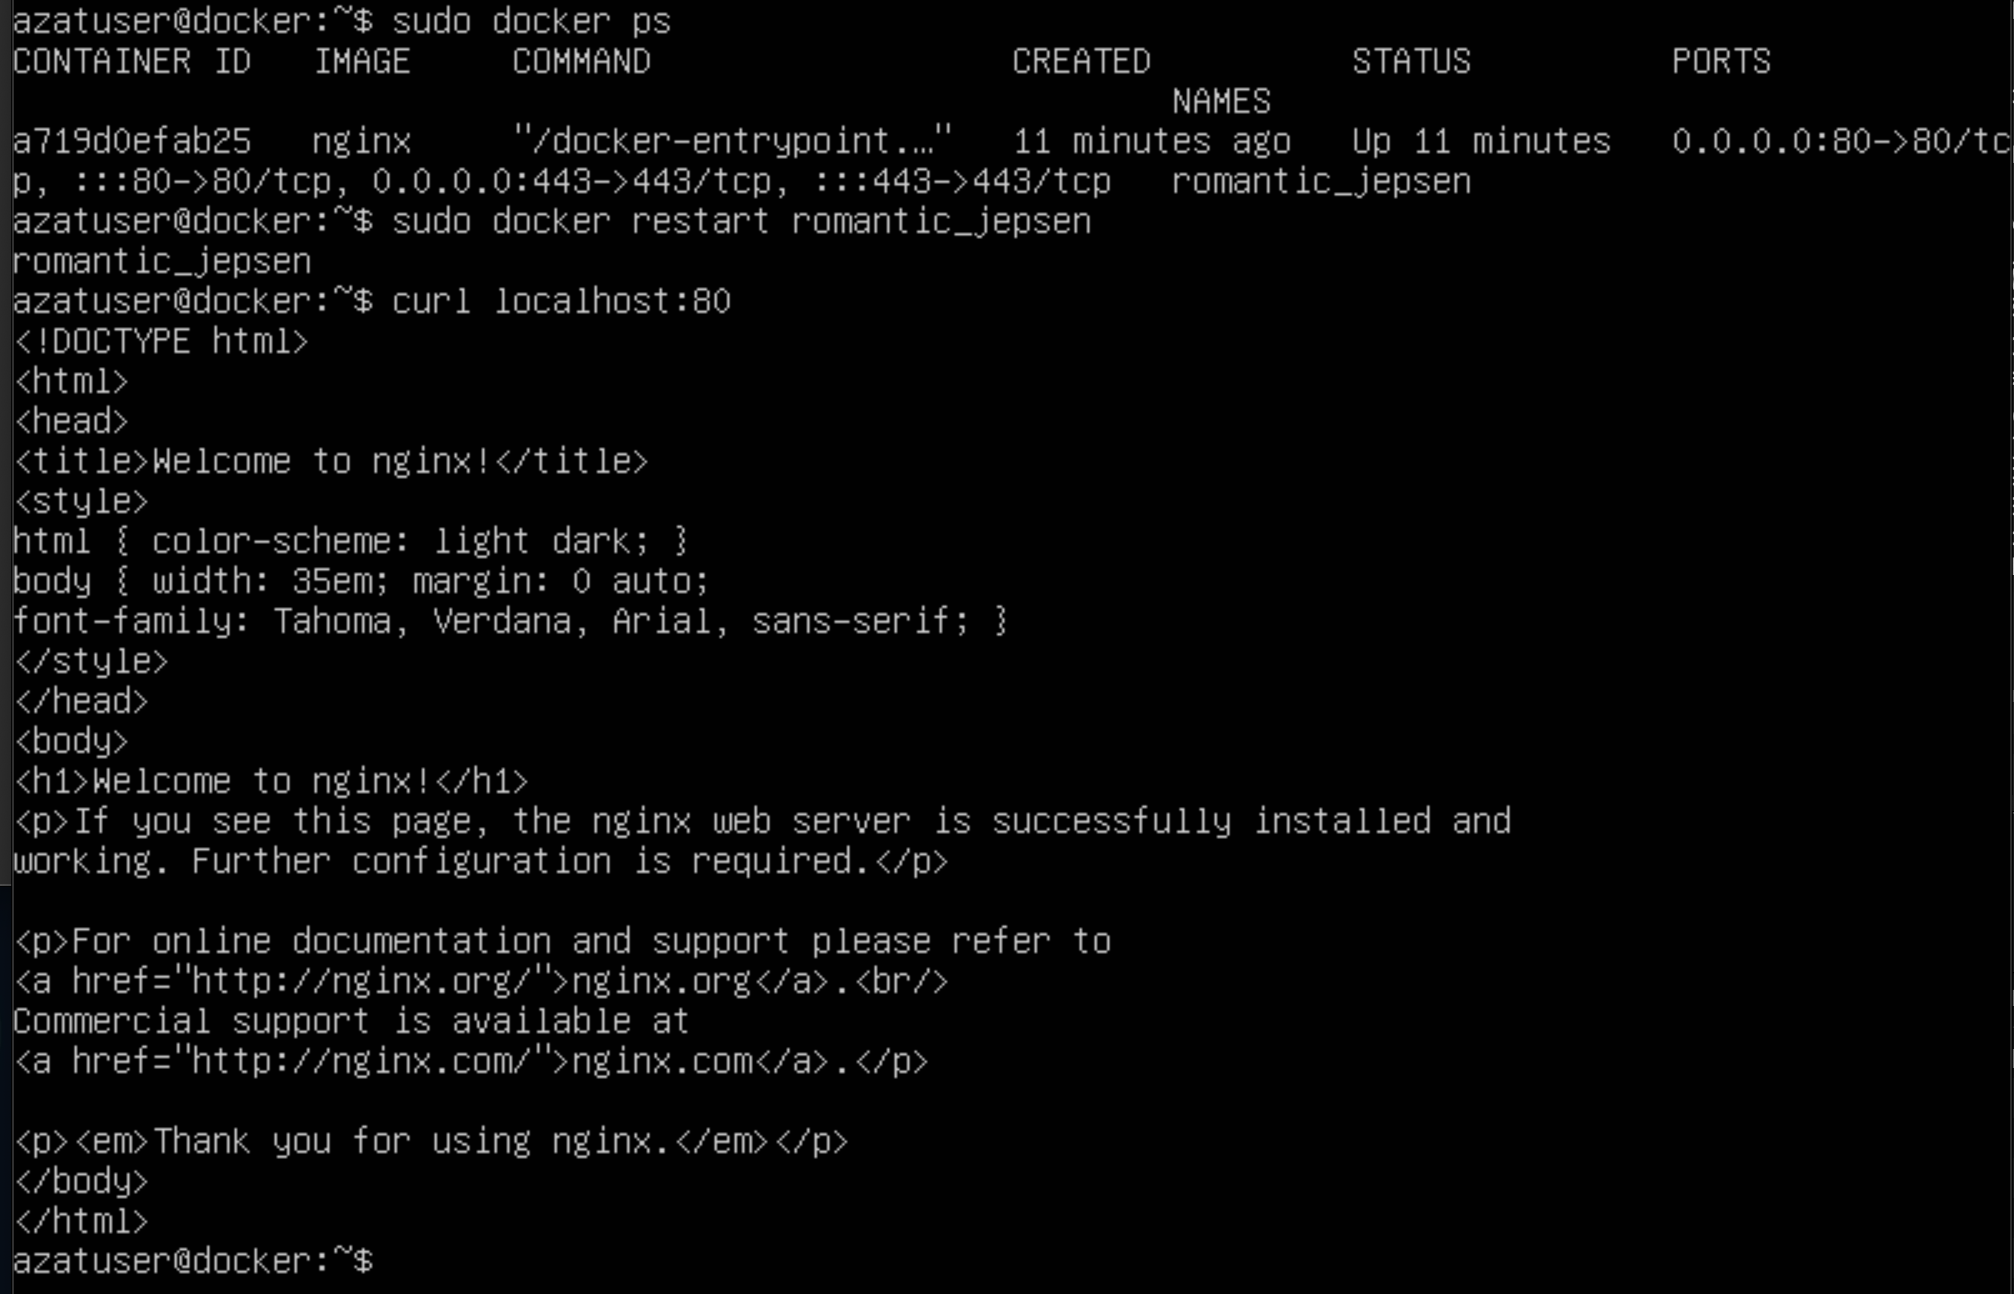 azatuser@docker:~$ sudo docker ps
CONTAINER ID   IMAGE     COMMAND                  CREATED          STATUS          PORTS
                                                          NAMES
a719d0efab25   nginx     "/docker-entrypoint.…"   11 minutes ago   Up 11 minutes   0.0.0.0:80->80/tc
p, :::80->80/tcp, 0.0.0.0:443->443/tcp, :::443->443/tcp   romantic_jepsen
azatuser@docker:~$ sudo docker restart romantic_jepsen
romantic_jepsen
azatuser@docker:~$ curl localhost:80
<!DOCTYPE html>
<html>
<head>
<title>Welcome to nginx!</title>
<style>
html { color-scheme: light dark; }
body { width: 35em; margin: 0 auto;
font-family: Tahoma, Verdana, Arial, sans-serif; }
</style>
</head>
<body>
<h1>Welcome to nginx!</h1>
<p>If you see this page, the nginx web server is successfully installed and
working. Further configuration is required.</p>

<p>For online documentation and support please refer to
<a href="http://nginx.org/">nginx.org</a>.<br/>
Commercial support is available at
<a href="http://nginx.com/">nginx.com</a>.</p>

<p><em>Thank you for using nginx.</em></p>
</body>
</html>
azatuser@docker:~$